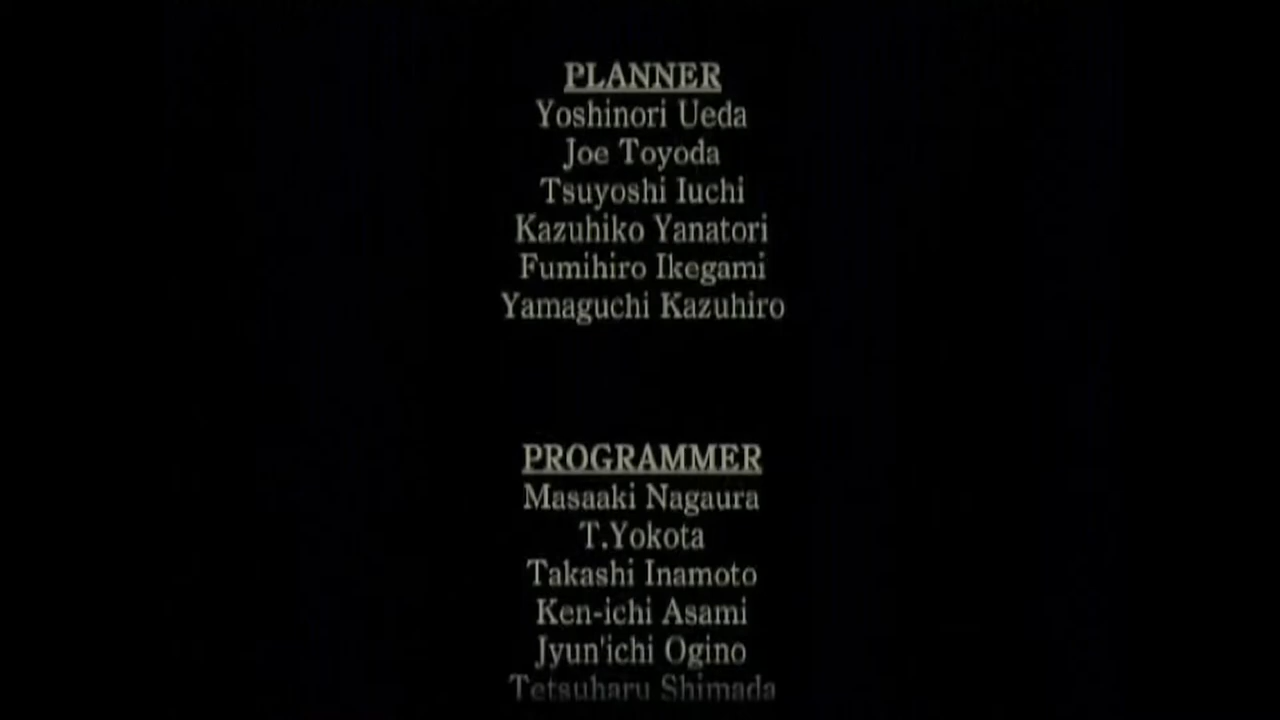 PLANNER
Yoshinori Ueda
Joe Toyoda
Tsuyoshi Iuchi
Kazuhiko Yanatori
Fumihiro Ikegami
Yamaguchi Kazuhiro
PROGRAMMER
Masaaki Nagaura
T.Yokota
Takashi Inamoto
Ken-ichi Asami
Jyun'ichi Ogino
Tetsuharu Shimada